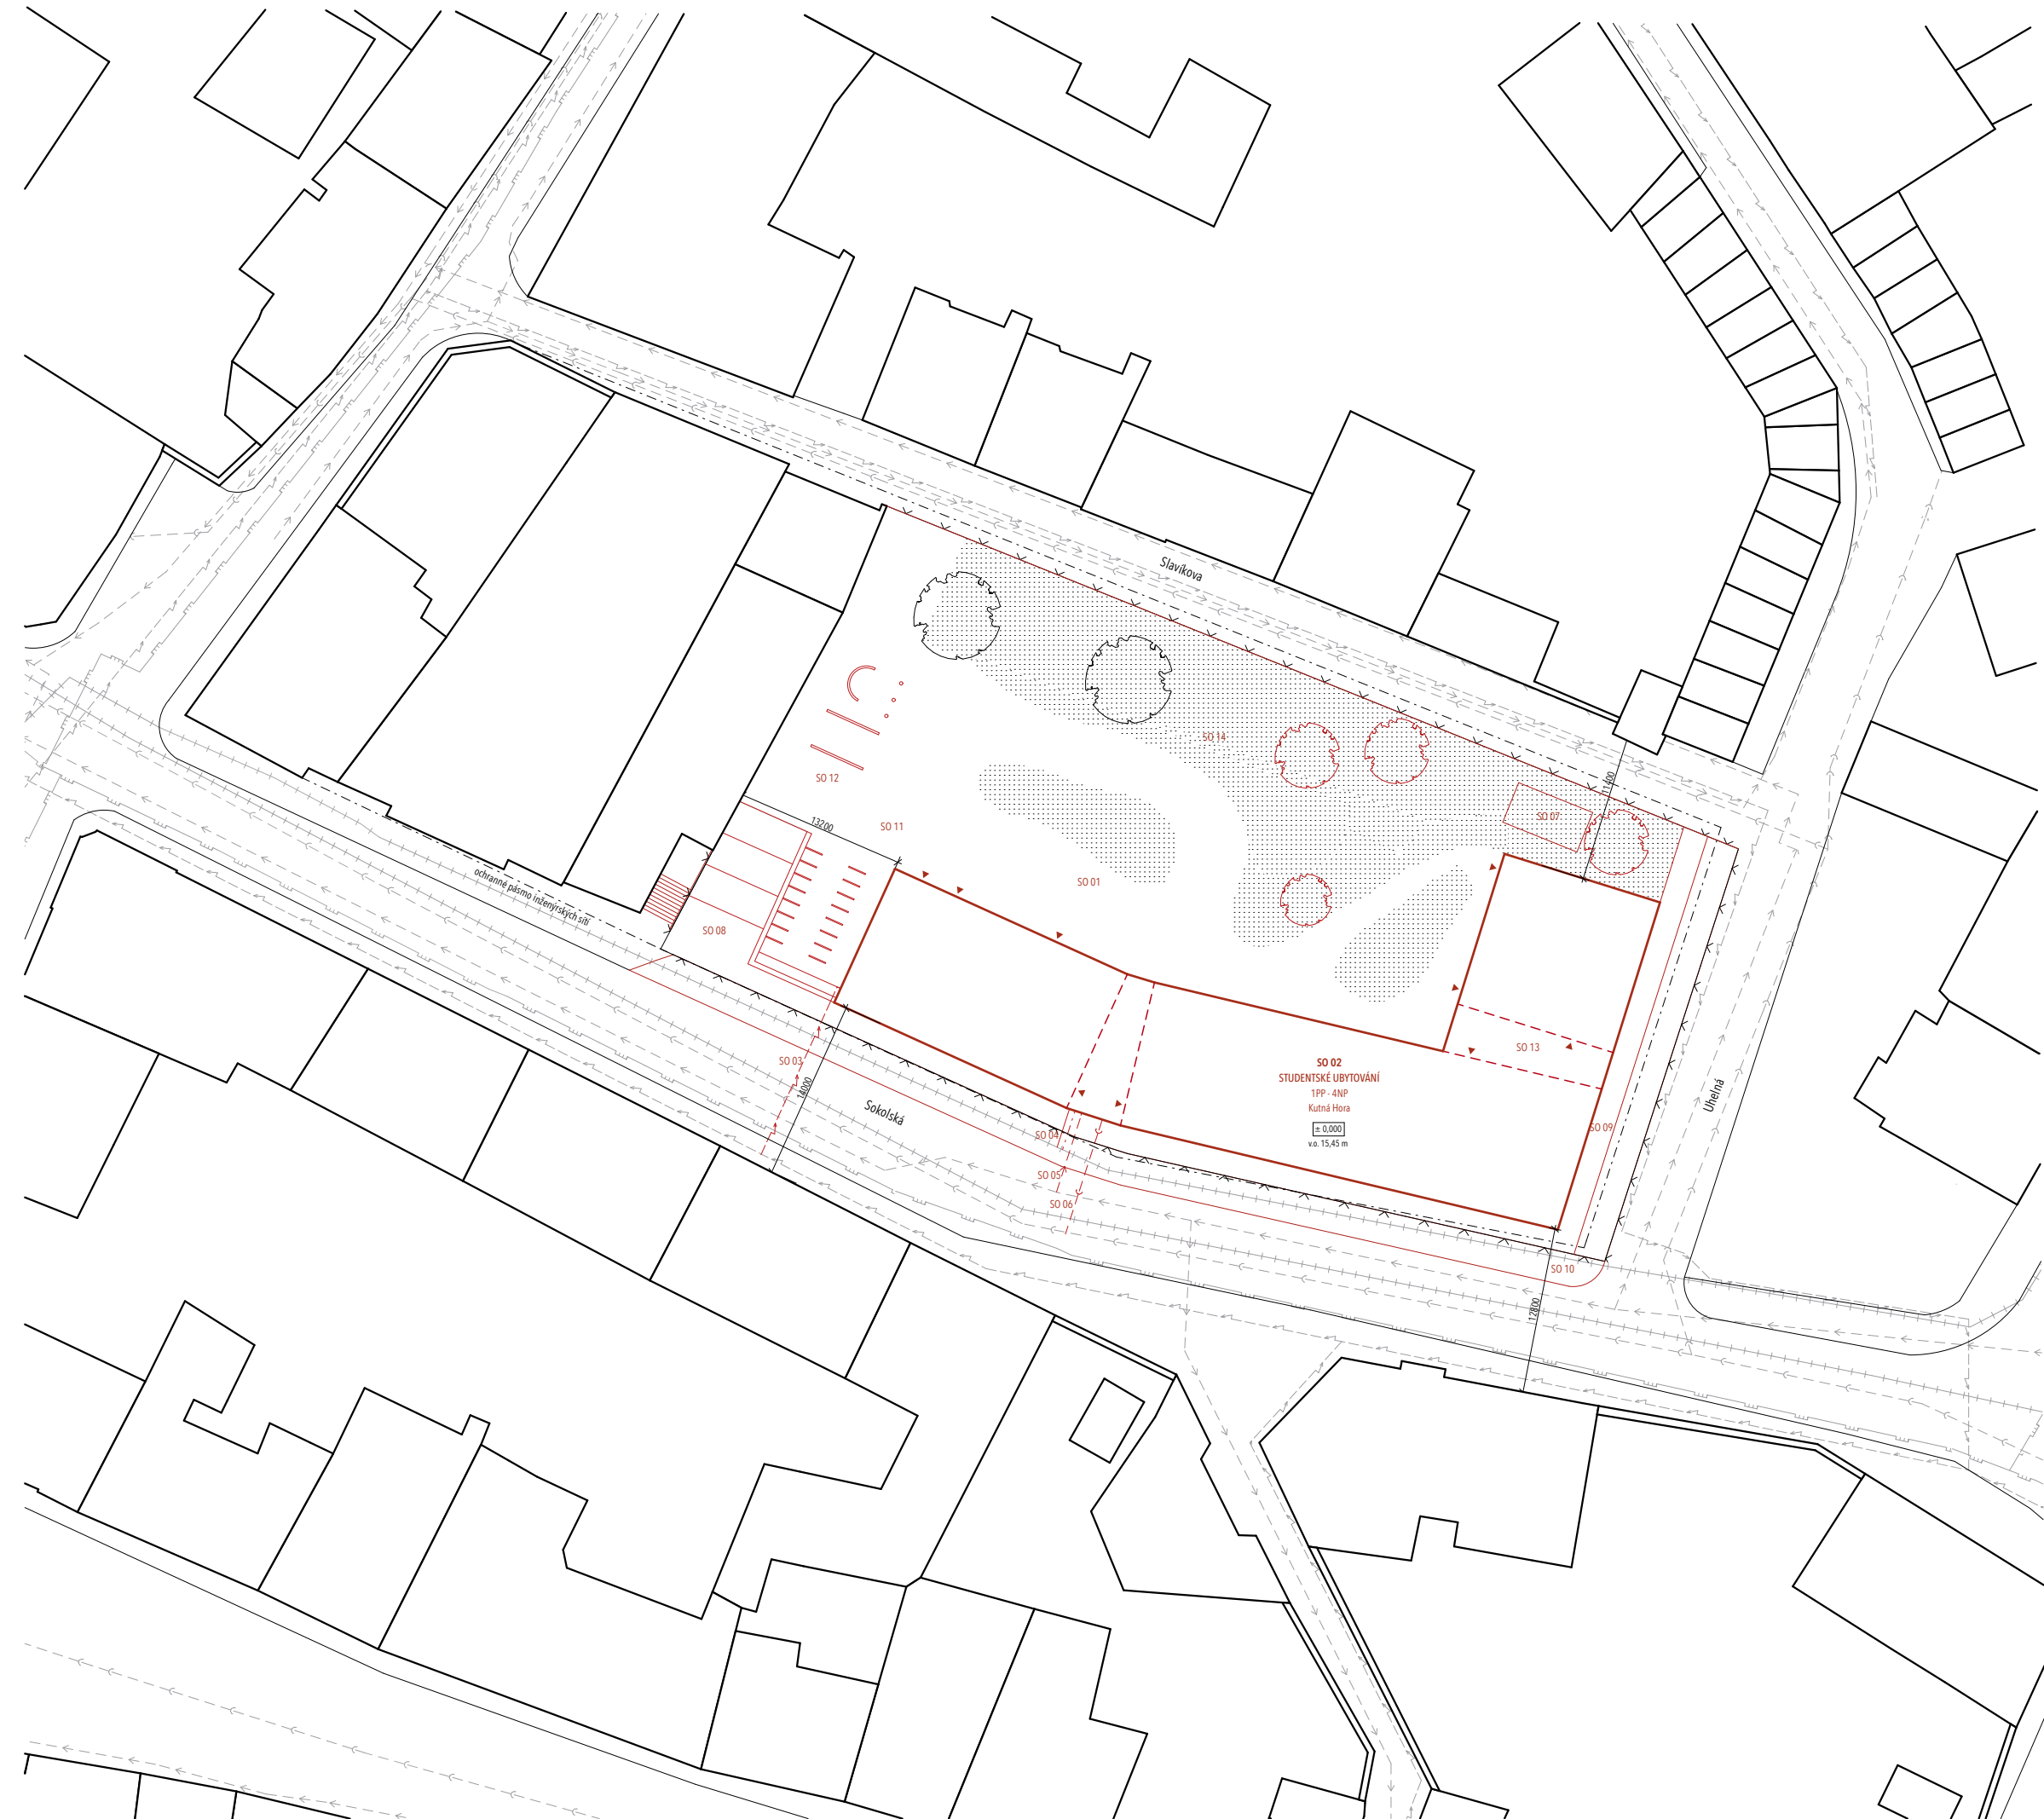 Slavíkova
SO 14
11400
SO 12
SO 07
13200
SO 11
SO 01
ochranné pásmo inženýrských sítí
SO 08
SO 13
SO 03
SO 02
STUDENTSKÉ UBYTOVÁNÍ
1PP - 4NP
Kutná Hora
± 0,000
v.o. 15,45 m
14000
Sokolská
Uhelná
SO 09
SO 04
SO 05
SO 06
SO 10
12800